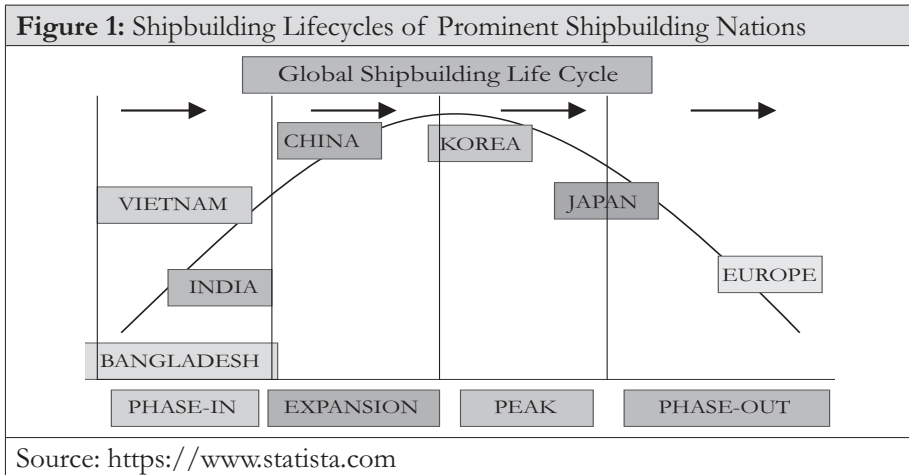 Figure 1: Shipbuilding Lifecycles of Prominent Shipbuilding Nations
Global Shipbuilding Life Cycle
CHINA
KOREA
VIETNAM
JAPAN
INDIA
EUROPE
BANGLADESH
PHASE-IN
EXPANSION
PEAK
PHASE-OUT
Source: https://www.statista.com